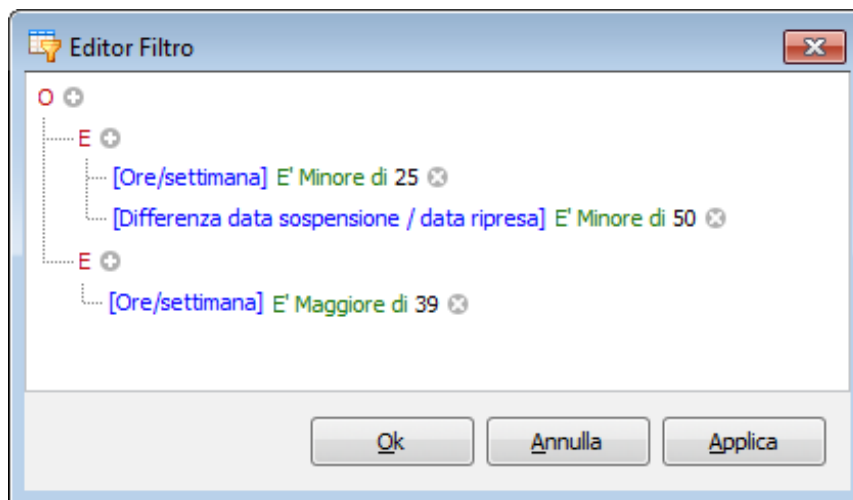 Editor Filtro
O
E
[Ore/settimana] E' Minore di 25
[Differenza data sospensione / data ripresa] E' Minore di 50
E
[Ore/settimana] E' Maggiore di 39
Ok Annulla Applica